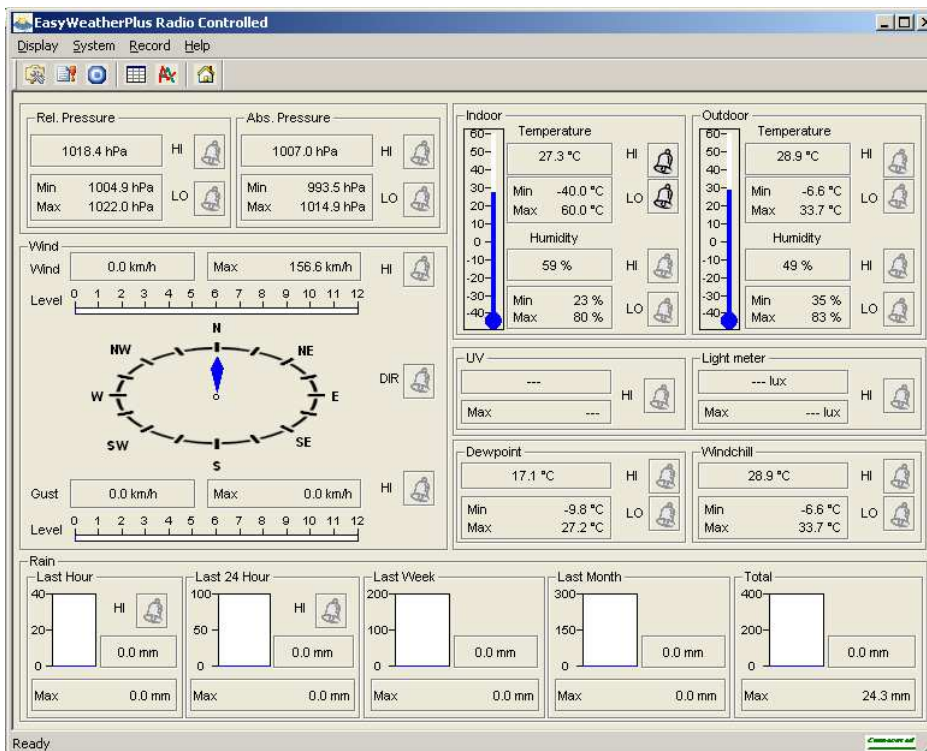 EasyWeatherPlus Radio Controlled
Display System Record Help
Rel. Pressure
1018.4 hPa HI
Min 1004.9 hPa
Max 1022.0 hPa
LO
Abs. Pressure
1007.0 hPa HI
Min 993.5 hPa
Max 1014.9 hPa
LO
Indoor
60
50
40
30
20
10
0
-10
-20
-30
-40
Temperature
27.3 °C HI
Min -40.0 °C
Max 60.0 °C
LO
Humidity
59 % HI
Min 23 %
Max 80 %
LO
Outdoor
60
50
40
30
20
10
0
-10
-20
-30
-40
Temperature
28.9 °C HI
Min -6.6 °C
Max 33.7 °C
LO
Humidity
49 % HI
Min 35 %
Max 83 %
LO
Wind
Wind 0.0 km/h Max 156.6 km/h HI
Level 0 1 2 3 4 5 6 7 8 9 10 11 12
N
NW NE
W E
SW SE
S
DIR
Gust 0.0 km/h Max 0.0 km/h HI
Level 0 1 2 3 4 5 6 7 8 9 10 11 12
UV
---
HI
Max ---
Light meter
--- lux
HI
Max --- lux
Dewpoint
17.1 °C HI
Min -9.8 °C
Max 27.2 °C
LO
Windchill
28.9 °C HI
Min -6.6 °C
Max 33.7 °C
LO
Rain
Last Hour
40
20
0
HI
0.0 mm
Max 0.0 mm
Last 24 Hour
100
50
0
HI
0.0 mm
Max 0.0 mm
Last Week
200
100
0
0.0 mm
Max 0.0 mm
Last Month
300
150
0
0.0 mm
Max 0.0 mm
Total
400
200
0
0.0 mm
Max 24.3 mm
Ready